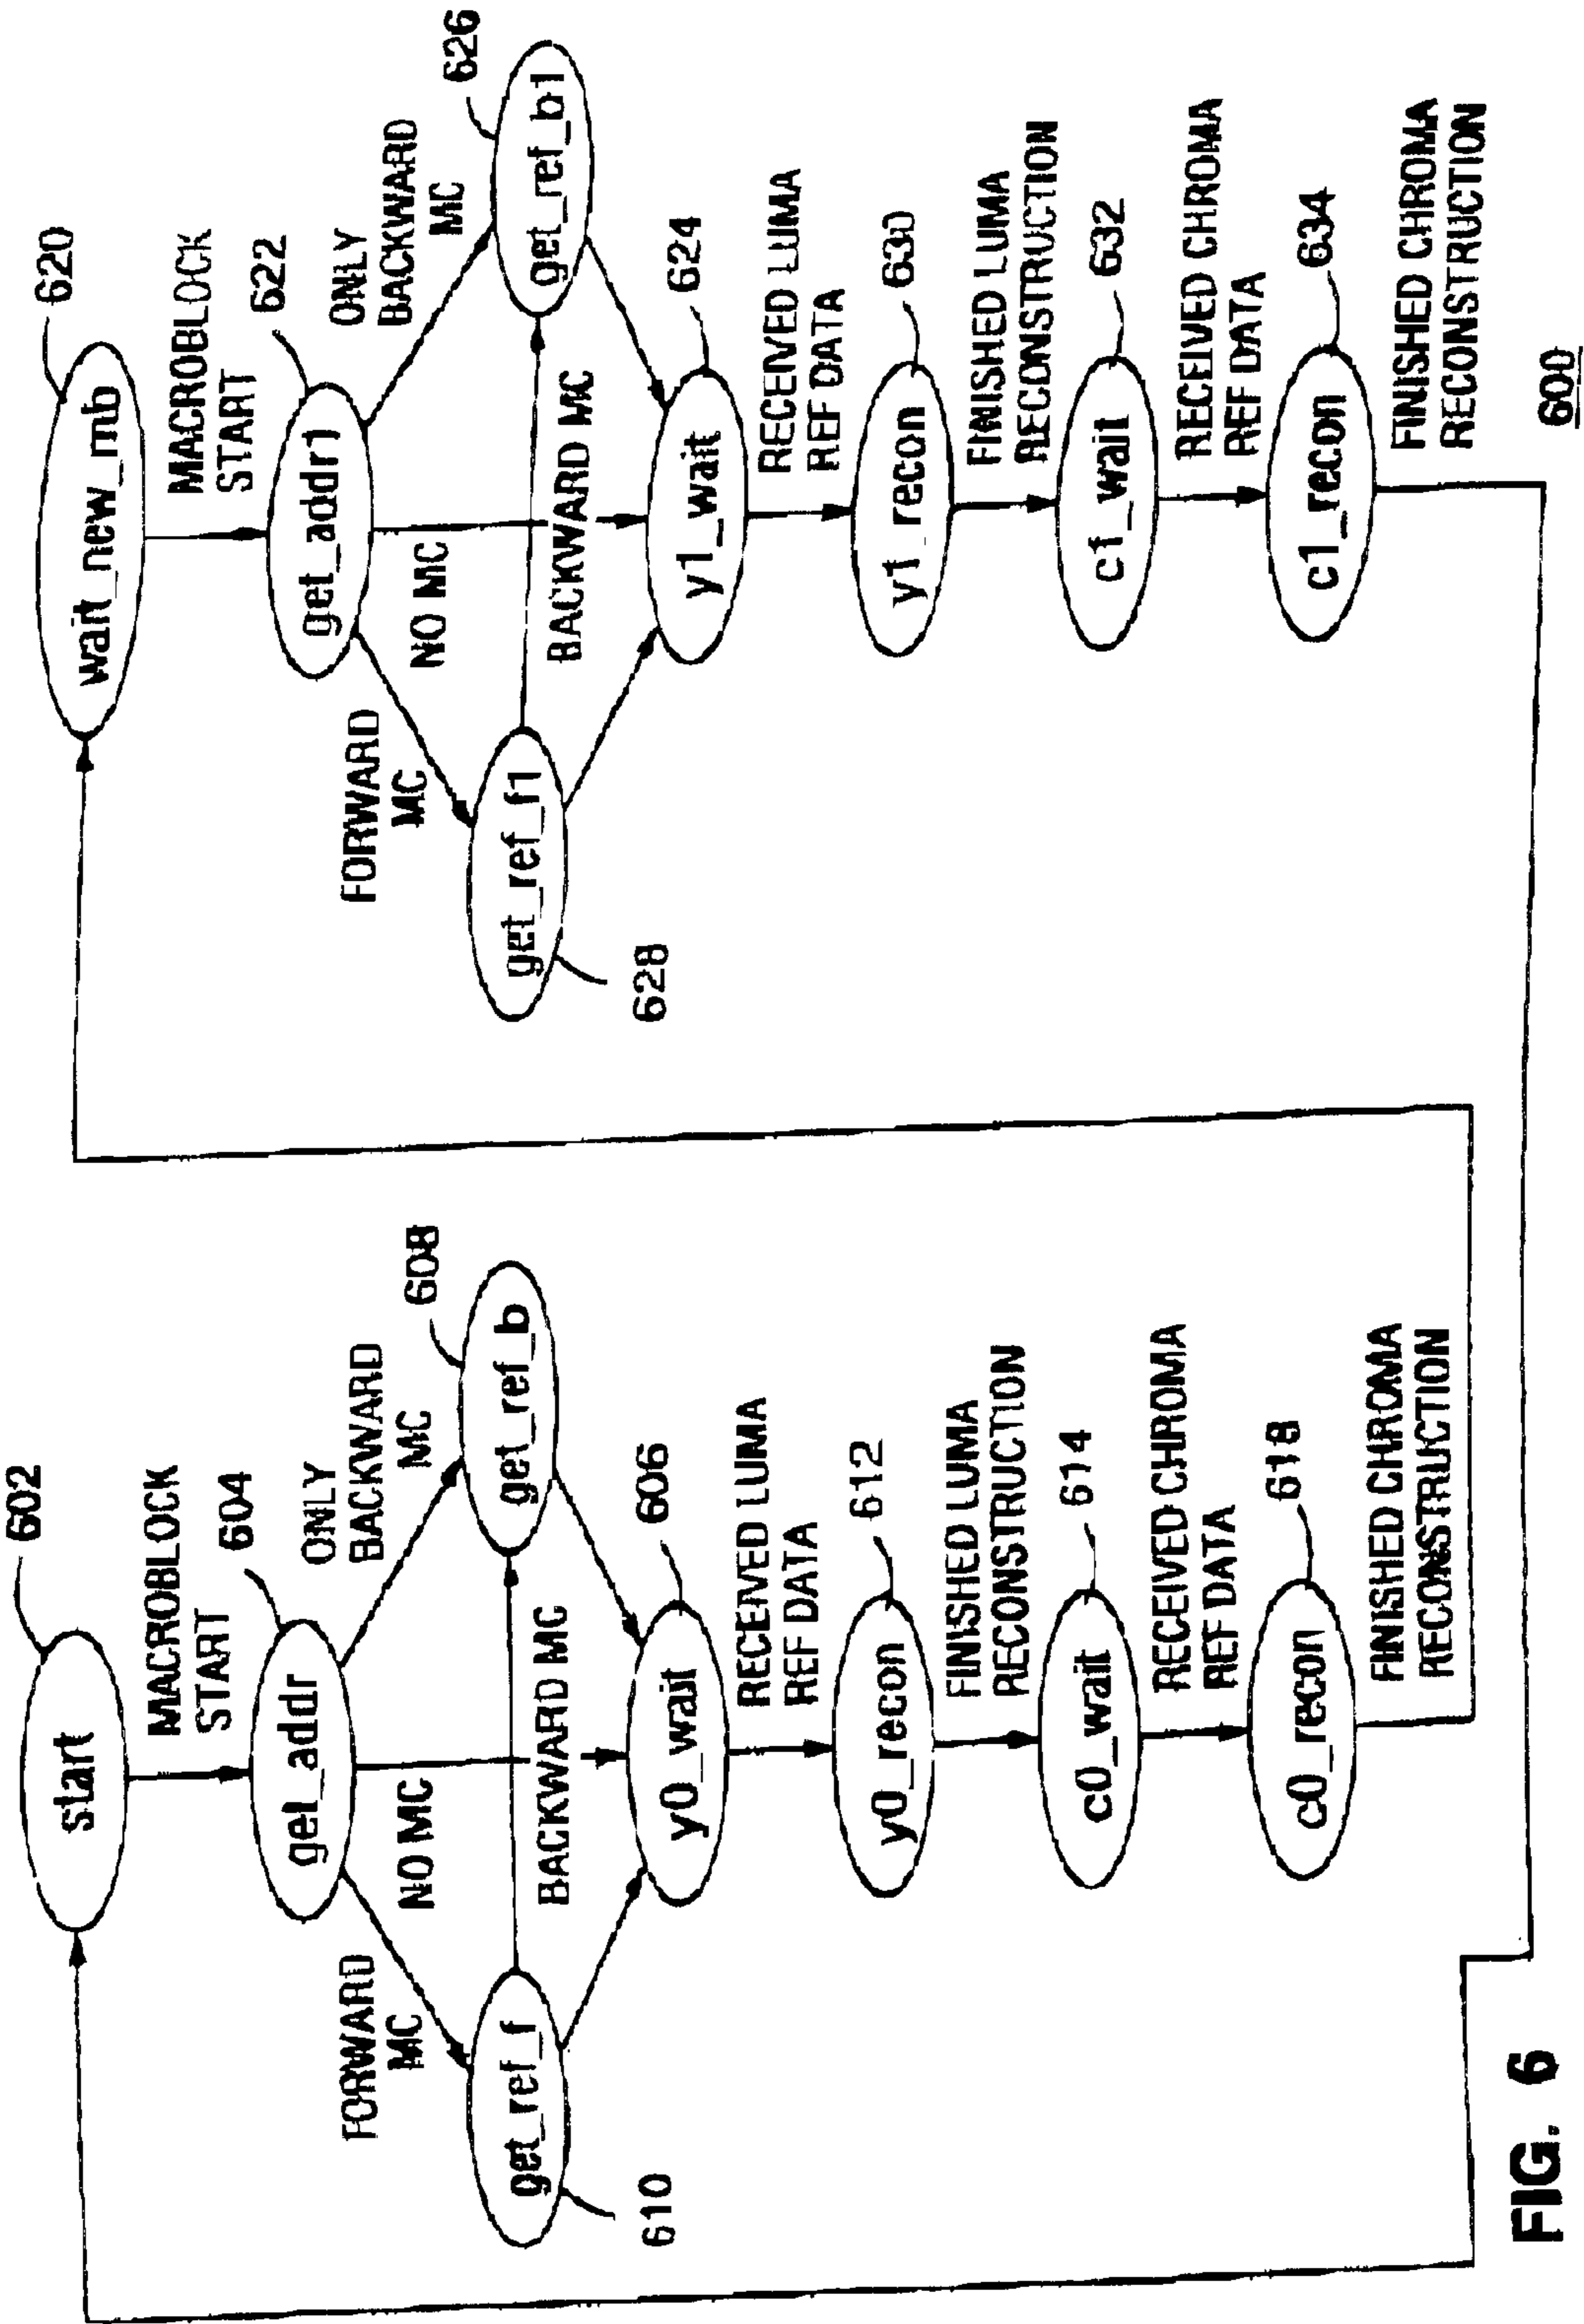 602
start
MACROBLOCK
START
604
get_addr
ONLY
BACKWARD
MC
FORWARD
MC
NO MC
608
get_ref_b
get_ref_f
610
BACKWARD MC
606
y0_wait
RECEIVED LUMA
REF DATA
612
y0_recon
FINISHED LUMA
RECONSTRUCTION
614
c0_wait
RECEIVED CHROMA
REF DATA
618
c0_recon
FINISHED CHROMA
RECONSTRUCTION
620
wait_new_mb
MACROBLOCK
START
622
get_addr1
ONLY
BACKWARD
MC
FORWARD
MC
NO MC
626
get_ref_b1
get_ref_f1
628
BACKWARD MC
624
y1_wait
RECEIVED LUMA
REF DATA
630
y1_recon
FINISHED LUMA
RECONSTRUCTION
632
c1_wait
RECEIVED CHROMA
REF DATA
634
c1_recon
FINISHED CHROMA
RECONSTRUCTION
FIG. 6
600